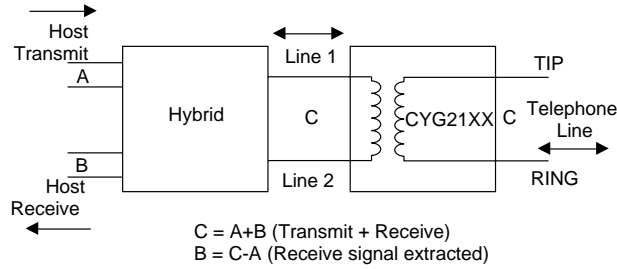 Host
Transmit
A
B
Host
Receive
Hybrid
Line 1
C
Line 2
CYG21XX
C
TIP
Telephone
Line
RING
C = A+B (Transmit + Receive)
B = C-A (Receive signal extracted)